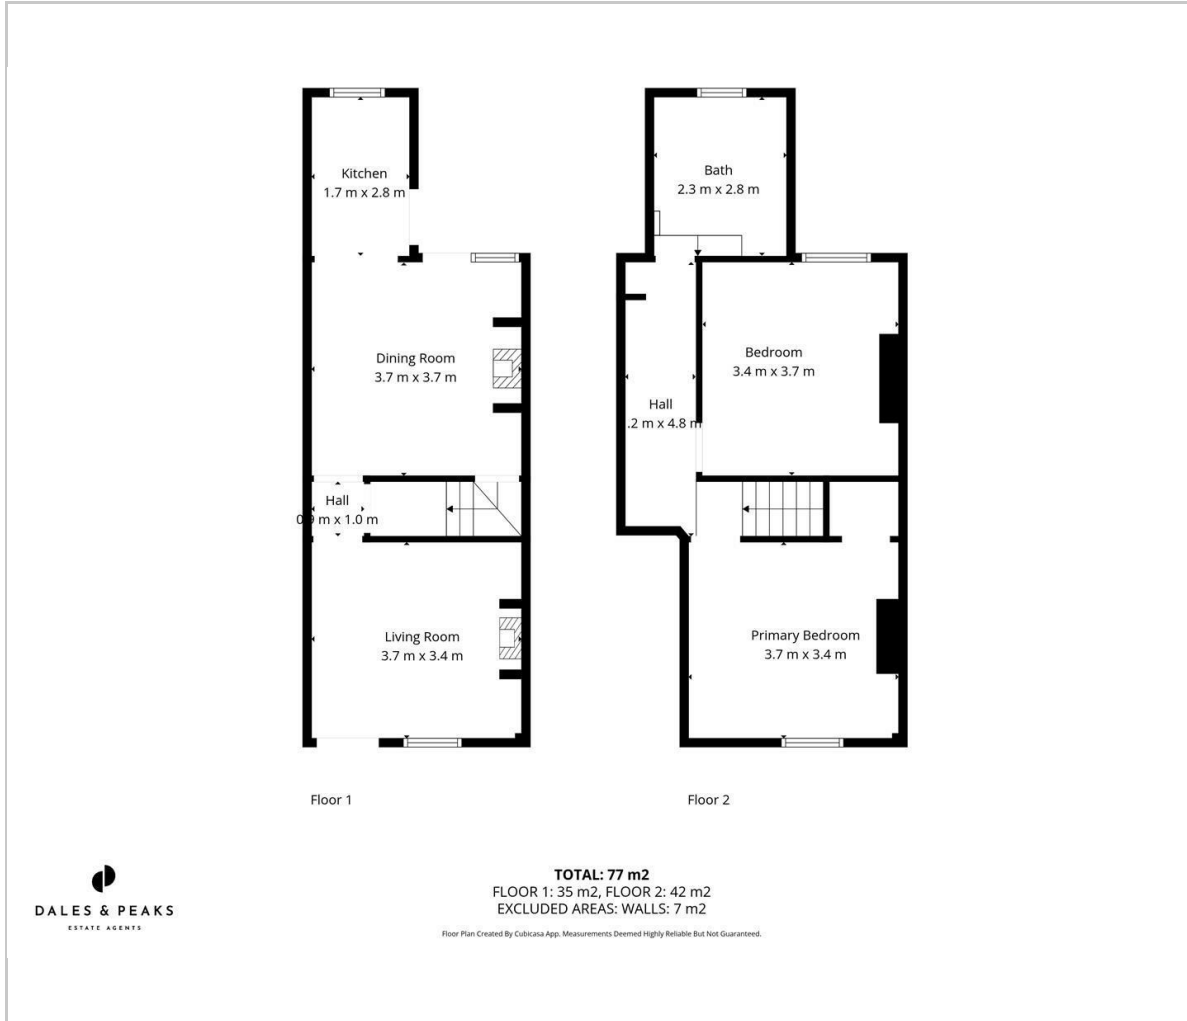 Kitchen
1.7 m x 2.8 m
Dining Room
3.7 m x 3.7 m
Hall
0.9 m x 1.0 m
Living Room
3.7 m x 3.4 m
Floor 1
Bath
2.3 m x 2.8 m
Bedroom
3.4 m x 3.7 m
Hall
.2 m x 4.8 m
Primary Bedroom
3.7 m x 3.4 m
Floor 2
DALES & PEAKS
ESTATE AGENTS
TOTAL: 77 m2
FLOOR 1: 35 m2, FLOOR 2: 42 m2
EXCLUDED AREAS: WALLS: 7 m2
Floor Plan Created By Cubicasa App. Measurements Deemed Highly Reliable But Not Guaranteed.